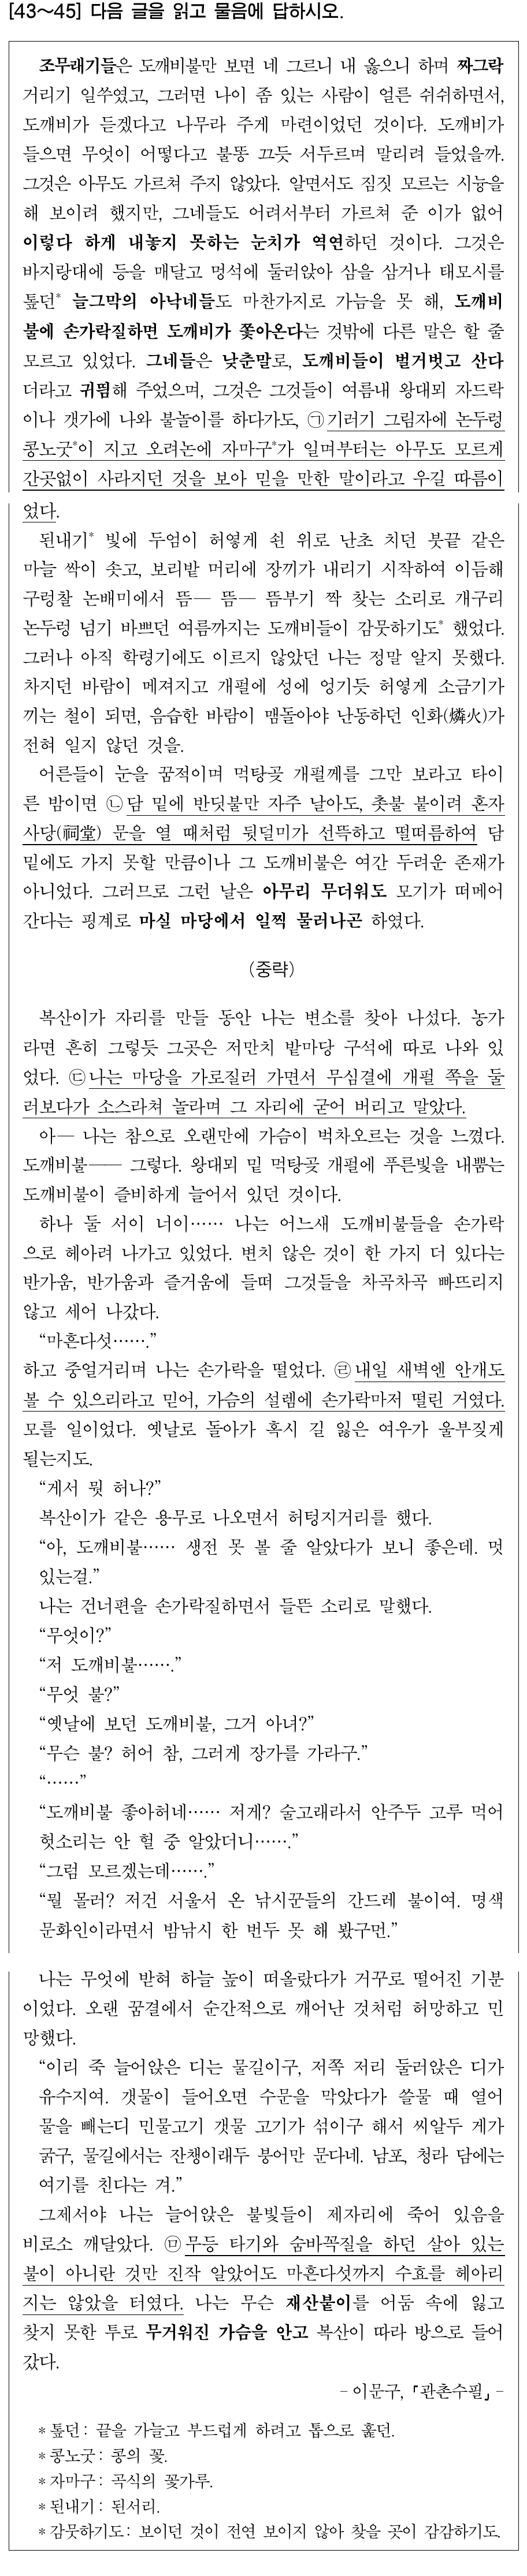 [43~45] 다음 글을 읽고 물음에 답하시오.
조무래기들은 도깨비불만 보면 네 그르니 내 옳으니 하며 짜그락
거리기 일쑤였고, 그러면 나이 좀 있는 사람이 얼른 쉬쉬하면서,
도깨비가 듣겠다고 나무라 주게 마련이었던 것이다. 도깨비가
들으면 무엇이 어떻다고 불똥 끄듯 서두르며 말리려 들었을까.
그것은 아무도 가르쳐 주지 않았다. 알면서도 짐짓 모르는 시늉을
해 보이려 했지만, 그네들도 어려서부터 가르쳐 준 이가 없어
이렇다 하게 내놓지 못하는 눈치가 역연하던 것이다. 그것은
바지랑대에 등을 매달고 멍석에 둘러앉아 삼을 삼거나 태모시를
톺던* 늘그막의 아낙네들도 마찬가지로 가늠을 못 해, 도깨비
불에 손가락질하면 도깨비가 쫓아온다는 것밖에 다른 말은 할 줄
모르고 있었다. 그네들은 낮춘말로, 도깨비들이 벌거벗고 산다
더라고 귀띔해 주었으며, 그것은 그것들이 여름내 왕대뫼 자드락
이나 갯가에 나와 불놀이를 하다가도, ㉠기러기 그림자에 논두렁
콩노굿*이 지고 오려논에 자마구*가 일며부터는 아무도 모르게
간곳없이 사라지던 것을 보아 믿을 만한 말이라고 우길 따름이
었다.
된내기* 빛에 두엄이 허옇게 쇤 위로 난초 치던 붓끝 같은
마늘 싹이 솟고, 보리밭 머리에 장끼가 내리기 시작하여 이듬해
구렁찰 논배미에서 뜸― 뜸― 뜸부기 짝 찾는 소리로 개구리
논두렁 넘기 바쁘던 여름까지는 도깨비들이 감뭇하기도* 했었다.
그러나 아직 학령기에도 이르지 않았던 나는 정말 알지 못했다.
차지던 바람이 메져지고 개펄에 성에 엉기듯 허옇게 소금기가
끼는 철이 되면, 음습한 바람이 맴돌아야 난동하던 인화(燐火)가
전혀 일지 않던 것을.
어른들이 눈을 꿈적이며 먹탕곶 개펄께를 그만 보라고 타이
른 밤이면 ㉡담 밑에 반딧불만 자주 날아도, 촛불 붙이려 혼자
사당(祠堂) 문을 열 때처럼 뒷덜미가 선뜩하고 떨떠름하여 담
밑에도 가지 못할 만큼이나 그 도깨비불은 여간 두려운 존재가
아니었다. 그러므로 그런 날은 아무리 무더워도 모기가 떠메어
간다는 핑계로 마실 마당에서 일찍 물러나곤 하였다.
(중략)
복산이가 자리를 만들 동안 나는 변소를 찾아 나섰다. 농가
라면 흔히 그렇듯 그곳은 저만치 밭마당 구석에 따로 나와 있
었다. ㉢나는 마당을 가로질러 가면서 무심결에 개펄 쪽을 둘
러보다가 소스라쳐 놀라며 그 자리에 굳어 버리고 말았다.
아― 나는 참으로 오랜만에 가슴이 벅차오르는 것을 느꼈다.
도깨비불―― 그렇다. 왕대뫼 밑 먹탕곶 개펄에 푸른빛을 내뿜는
도깨비불이 즐비하게 늘어서 있던 것이다.
하나 둘 서이 너이…… 나는 어느새 도깨비불들을 손가락
으로 헤아려 나가고 있었다. 변치 않은 것이 한 가지 더 있다는
반가움, 반가움과 즐거움에 들떠 그것들을 차곡차곡 빠뜨리지
않고 세어 나갔다.
“마흔다섯…….”
하고 중얼거리며 나는 손가락을 떨었다. ㉣내일 새벽엔 안개도
볼 수 있으리라고 믿어, 가슴의 설렘에 손가락마저 떨린 거였다.
모를 일이었다. 옛날로 돌아가 혹시 길 잃은 여우가 울부짖게
될는지도.
“게서 뭣 허나?”
복산이가 같은 용무로 나오면서 허텅지거리를 했다.
“아, 도깨비불…… 생전 못 볼 줄 알았다가 보니 좋은데. 멋
있는걸.”
나는 건너편을 손가락질하면서 들뜬 소리로 말했다.
“무엇이?”
“저 도깨비불…….”
“무엇 불?”
“옛날에 보던 도깨비불, 그거 아녀?”
“무슨 불? 허어 참, 그러게 장가를 가라구.”
“……”
“도깨비불 좋아허네…… 저게? 술고래라서 안주두 고루 먹어
헛소리는 안 헐 중 알았더니…….”
“그럼 모르겠는데…….”
“뭘 몰러? 저건 서울서 온 낚시꾼들의 간드레 불이여. 명색
문화인이라면서 밤낚시 한 번두 못 해 봤구먼.”
나는 무엇에 받혀 하늘 높이 떠올랐다가 거꾸로 떨어진 기분
이었다. 오랜 꿈결에서 순간적으로 깨어난 것처럼 허망하고 민
망했다.
“이리 죽 늘어앉은 디는 물길이구, 저쪽 저리 둘러앉은 디가
유수지여. 갯물이 들어오면 수문을 막았다가 쓸물 때 열어
물을 빼는디 민물고기 갯물 고기가 섞이구 해서 씨알두 게가
굵구, 물길에서는 잔챙이래두 붕어만 문다네. 남포, 청라 담에는
여기를 친다는 겨.”
그제서야 나는 늘어앉은 불빛들이 제자리에 죽어 있음을
비로소 깨달았다. ㉤무등 타기와 숨바꼭질을 하던 살아 있는
불이 아니란 것만 진작 알았어도 마흔다섯까지 수효를 헤아리
지는 않았을 터였다. 나는 무슨 재산붙이를 어둠 속에 잃고
찾지 못한 투로 무거워진 가슴을 안고 복산이 따라 방으로 들어
갔다.
- 이문구, 「관촌수필」 -
* 톺던 : 끝을 가늘고 부드럽게 하려고 톱으로 훑던.
* 콩노굿 : 콩의 꽃.
* 자마구 : 곡식의 꽃가루.
* 된내기 : 된서리.
* 감뭇하기도 : 보이던 것이 전연 보이지 않아 찾을 곳이 감감하기도.